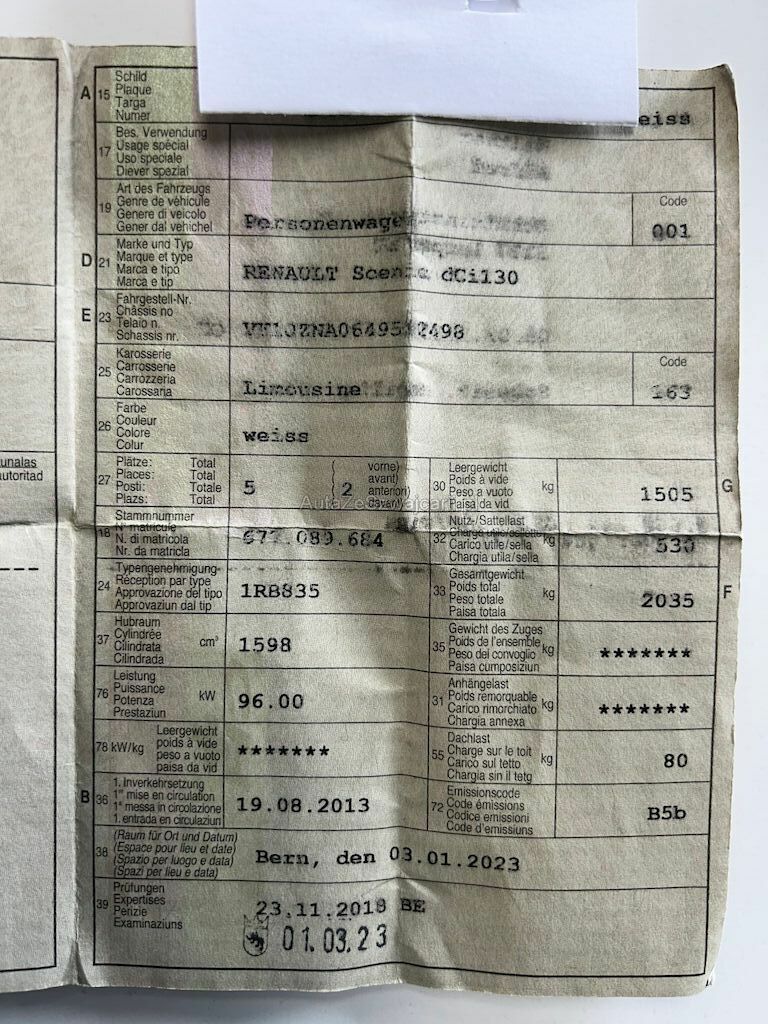 A 15 Schild
Plaque
Targa
Numer
eiss
17 Bes. Verwendung
Usage spécial
Uso speciale
Diever spezial
19 Art des Fahrzeugs
Genre de véhicule
Genere di veicolo
Gener dal vehichel
Personenwage
Code
001
D 21 Marke und Typ
Marque et type
Marca e tipo
Marca e tip
RENAULT Scenic dCi130
E 23 Fahrgestell-Nr.
Châssis no
Telaio n.
Schassis nr.
25 Karosserie
Carrosserie
Carrozzeria
Carossaria
Limousine
Code
163
26 Farbe
Couleur
Colore
Colur
weiss
27 Plätze: Total
Places: Total
Posti: Totale
Plazs: Total
5
2
vorne)
avant)
anteriori)
davant)
30 Leergewicht
Poids à vide
Peso a vuoto
Paisa da vid
kg
1505
G
18 Stammnummer
N° matricule
N. di matricola
Nr. da matricla
677.089.684
32 Nutz-/Sattellast
Charge utile/sellette
Carico utile/sella
Chargia utila/sella
kg
530
24 Typengenehmigung
Réception par type
Approvazione del tipo
Approvaziun dal tip
1RB835
33 Gesamtgewicht
Poids total
Peso totale
Paisa totala
kg
2035
F
37 Hubraum
Cylindrée
Cilindrata
Cilindrada
cm³
1598
35 Gewicht des Zuges
Poids de l'ensemble
Peso del convoglio
Paisa cumposiziun
kg
*******
76 Leistung
Puissance
Potenza
Prestaziun
kW
96.00
31 Anhängelast
Poids remorquable
Carico rimorchiato
Chargia annexa
kg
*******
78 kW/kg
Leergewicht
poids à vide
peso a vuoto
paisa da vid
*******
55 Dachlast
Charge sur le toit
Carico sul tetto
Chargia sin il tetg
kg
80
B 36 1. Inverkehrsetzung
1re mise en circulation
1a messa in circolazione
1. entrada en circulaziun
19.08.2013
72 Emissionscode
Code émissions
Codice emissioni
Code d'emissiuns
B5b
38 (Raum für Ort und Datum)
(Espace pour lieu et date)
(Spazio per luogo e data)
(Spazi per lieu e data)
Bern, den 03.01.2023
39 Prüfungen
Expertises
Perizie
Examinaziuns
23.11.2018 BE
01.03.23
unalas
autoritad